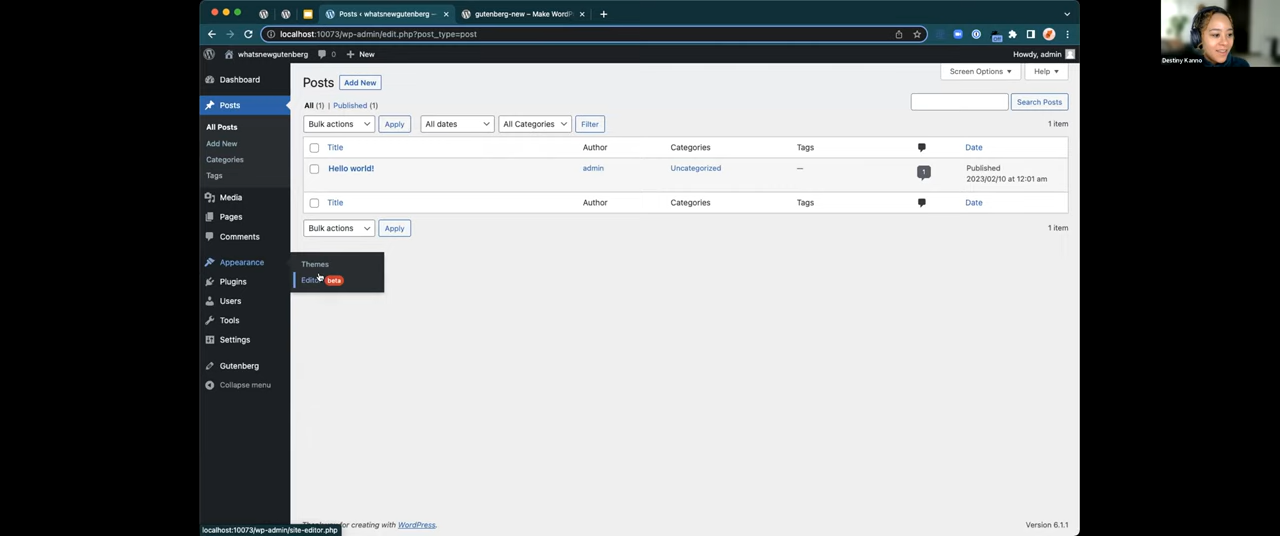 Posts ‹ whatsnewgutenberg —
gutenberg-new – Make WordP
localhost:10073/wp-admin/edit.php?post_type=post
whatsnewgutenberg
0
New
Howdy, admin
Screen Options
Help
Dashboard
Posts
All Posts
Add New
Categories
Tags
Media
Pages
Comments
Appearance
Plugins
Users
Tools
Settings
Gutenberg
Collapse menu
Themes
beta
Posts
Add New
All (1) | Published (1)
Search Posts
Bulk actions
Apply
All dates
All Categories
Filter
1 item
Title
Author
Categories
Tags
Date
Hello world!
admin
Uncategorized
—
1
Published
2023/02/10 at 12:01 am
Title
Author
Categories
Tags
Date
Bulk actions
Apply
1 item
for creating with WordPress.
Version 6.1.1
localhost:10073/wp-admin/site-editor.php
Destiny Kanno